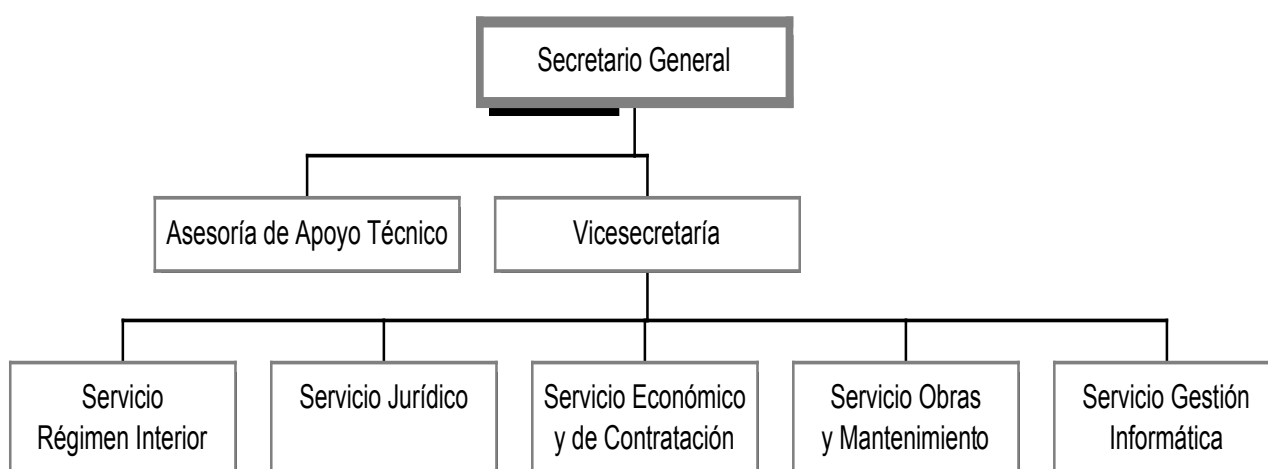 Secretario General
Asesoría de Apoyo Técnico
Vicesecretaría
Servicio
Régimen Interior
Servicio Jurídico
Servicio Económico
y de Contratación
Servicio Obras
y Mantenimiento
Servicio Gestión
Informática